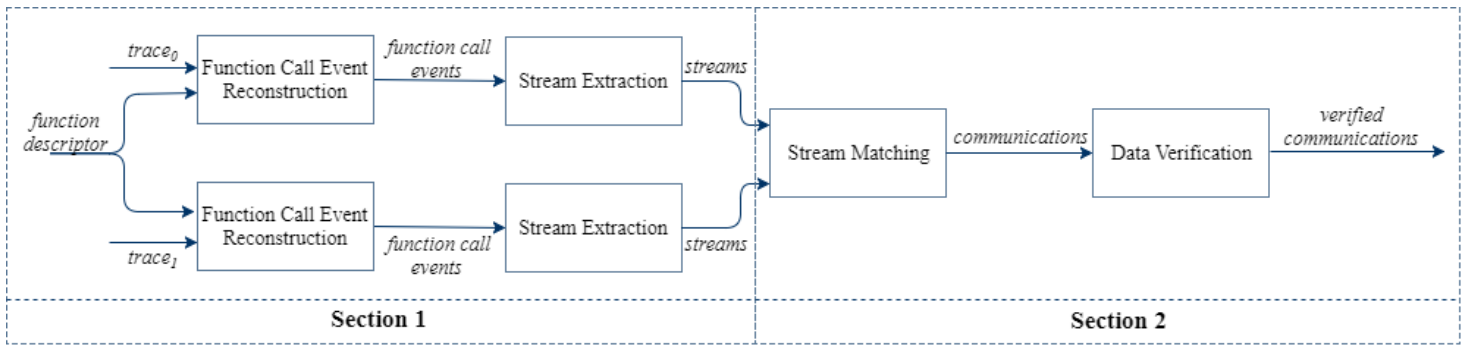 trace0
function
descriptor
trace1
Function Call Event
Reconstruction
function call
events
Stream Extraction
streams
Function Call Event
Reconstruction
function call
events
Stream Extraction
streams
Stream Matching
communications
Data Verification
verified
communications
Section 1
Section 2